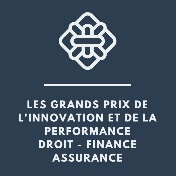 LES GRANDS PRIX DE
L'INNOVATION ET DE LA
PERFORMANCE
DROIT - FINANCE
ASSURANCE